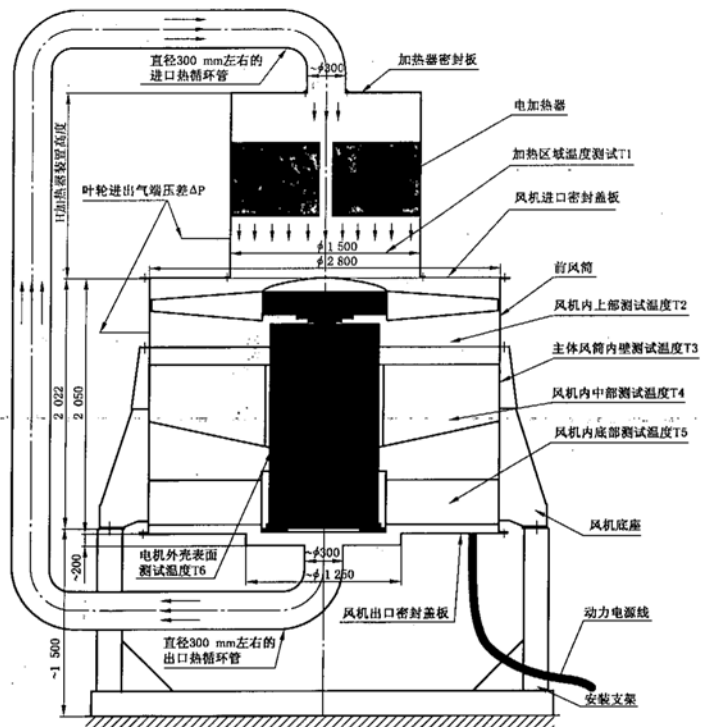 直径300 mm左右的
进口热循环管
~ϕ300
加热器密封板
电加热器
加热区域温度测试T1
H加热器装置高度
叶轮进出气端压差ΔP
风机进口密封盖板
ϕ1 500
ϕ2 800
前风筒
风机内上部测试温度T2
主体风筒内壁测试温度T3
2 022
2 050
风机内中部测试温度T4
风机内底部测试温度T5
风机底座
电机外壳表面
测试温度T6
~ϕ300
~200
~ϕ1 250
风机出口密封盖板
动力电源线
直径300 mm左右的
出口热循环管
~1 500
安装支架